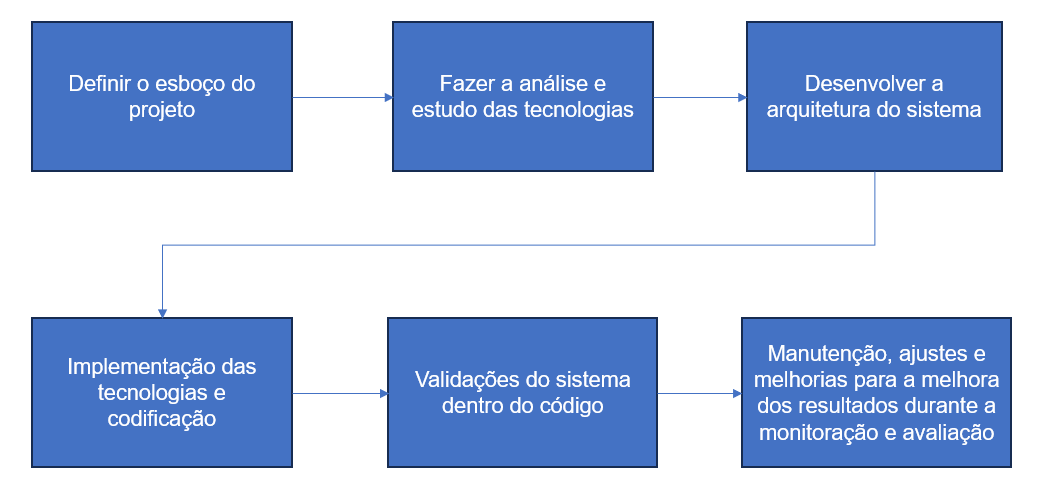 Definir o esboço do
projeto
Fazer a análise e
estudo das tecnologias
Desenvolver a
arquitetura do sistema
Implementação das
tecnologias e
codificação
Validações do sistema
dentro do código
Manutenção, ajustes e
melhorias para a melhora
dos resultados durante a
monitoração e avaliação